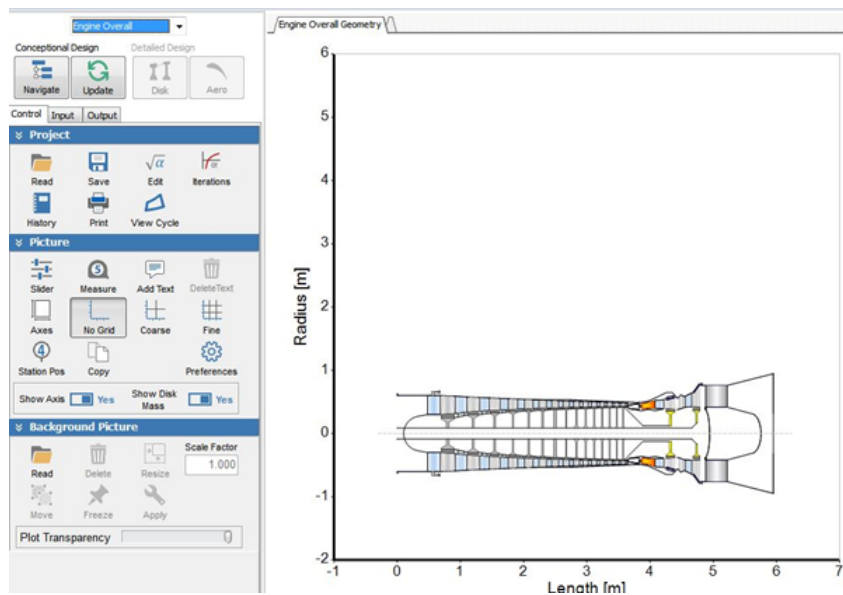 Engine Overall
Conceptional Design
Detailed Design
Navigate
Update
Disk
Aero
Control
Input
Output
Project
Read
Save
√α
Edit
Iterations
History
Print
View Cycle
Picture
Slider
5
Measure
Add Text
DeleteText
Axes
No Grid
Coarse
Fine
4
Station Pos
Copy
Preferences
Show Axis
Yes
Show Disk
Mass
Yes
Background Picture
Read
Delete
Resize
Scale Factor
1.000
Move
Freeze
Apply
Plot Transparency
Engine Overall Geometry
Radius [m]
6
5
4
3
2
1
0
-1
-2
-1
0
1
2
3
4
5
6
7
Length [m]